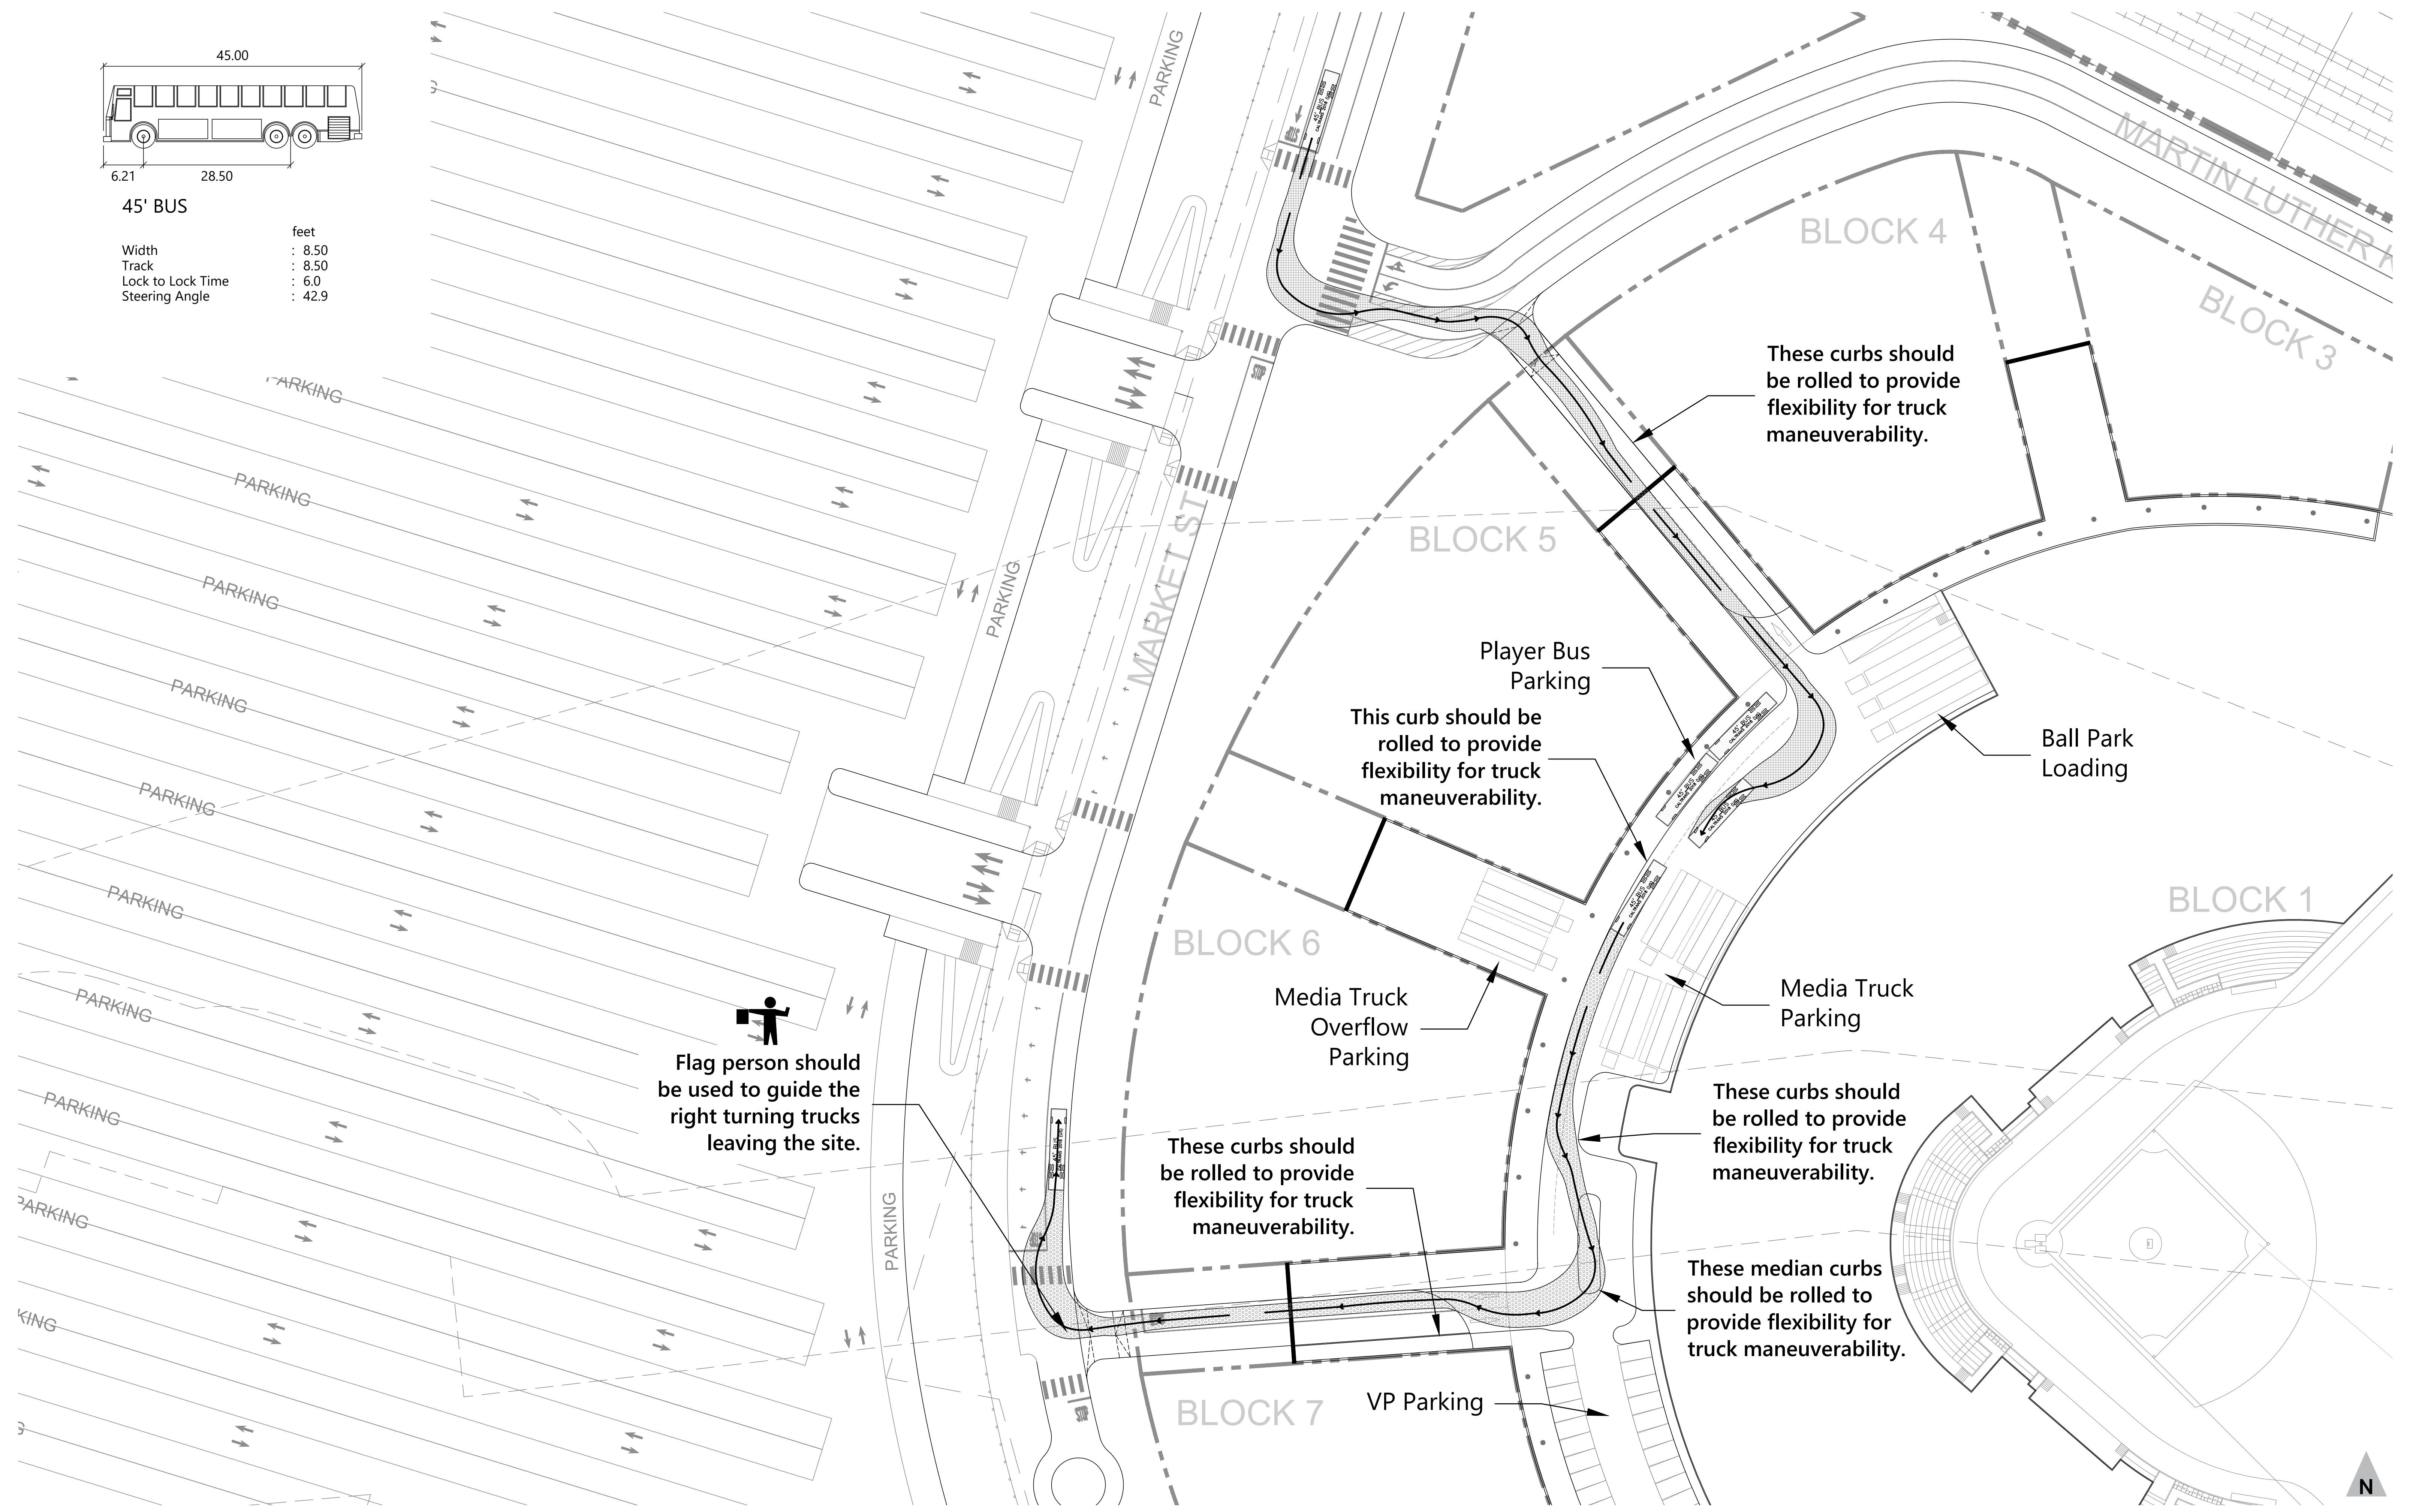 45.00
6.21
28.50
45' BUS
feet
Width : 8.50
Track : 8.50
Lock to Lock Time : 6.0
Steering Angle : 42.9
PARKING
MARTIN LUTHER K
BLOCK 4
BLOCK 3
These curbs should
be rolled to provide
flexibility for truck
maneuverability.
PARKING
PARKING
MARKET ST
BLOCK 5
PARKING
PARKING
Player Bus
Parking
This curb should be
rolled to provide
flexibility for truck
maneuverability.
Ball Park
Loading
PARKING
PARKING
PARKING
BLOCK 1
BLOCK 6
Media Truck
Overflow
Parking
Media Truck
Parking
PARKING
Flag person should
be used to guide the
right turning trucks
leaving the site.
PARKING
These curbs should
be rolled to provide
flexibility for truck
maneuverability.
These curbs should
be rolled to provide
flexibility for truck
maneuverability.
PARKING
PARKING
These median curbs
should be rolled to
provide flexibility for
truck maneuverability.
KING
BLOCK 7
VP Parking
N